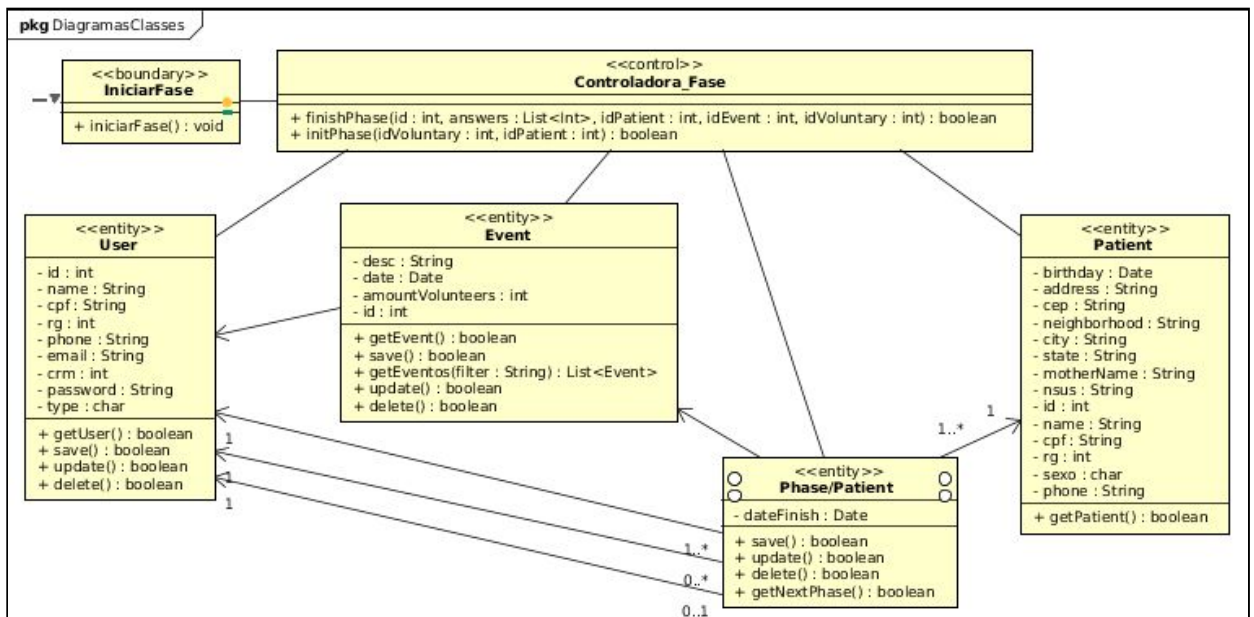 pkg DiagramasClasses
<<boundary>>
IniciarFase
+ iniciarFase() : void
<<control>>
Controladora_Fase
+ finishPhase(id : int, answers : List<Int>, idPatient : int, idEvent : int, idVoluntary : int) : boolean
+ initPhase(idVoluntary : int, idPatient : int) : boolean
<<entity>>
User
- id : int
- name : String
- cpf : String
- rg : int
- phone : String
- email : String
- crm : int
- password : String
- type : char
+ getUser() : boolean
+ save() : boolean
+ update() : boolean
+ delete() : boolean
<<entity>>
Event
- desc : String
- date : Date
- amountVolunteers : int
- id : int
+ getEvent() : boolean
+ save() : boolean
+ getEventos(filter : String) : List<Event>
+ update() : boolean
+ delete() : boolean
<<entity>>
Patient
- birthday : Date
- address : String
- cep : String
- neighborhood : String
- city : String
- state : String
- motherName : String
- nsus : String
- id : int
- name : String
- cpf : String
- rg : int
- sexo : char
- phone : String
+ getPatient() : boolean
<<entity>>
Phase/Patient
- dateFinish : Date
+ save() : boolean
+ update() : boolean
+ delete() : boolean
+ getNextPhase() : boolean
1
1..*
1
1
1
1..*
0..*
0..1